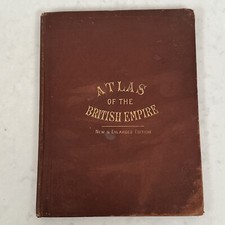 ATLAS
OF THE
BRITISH EMPIRE
NEW & ENLARGED EDITION